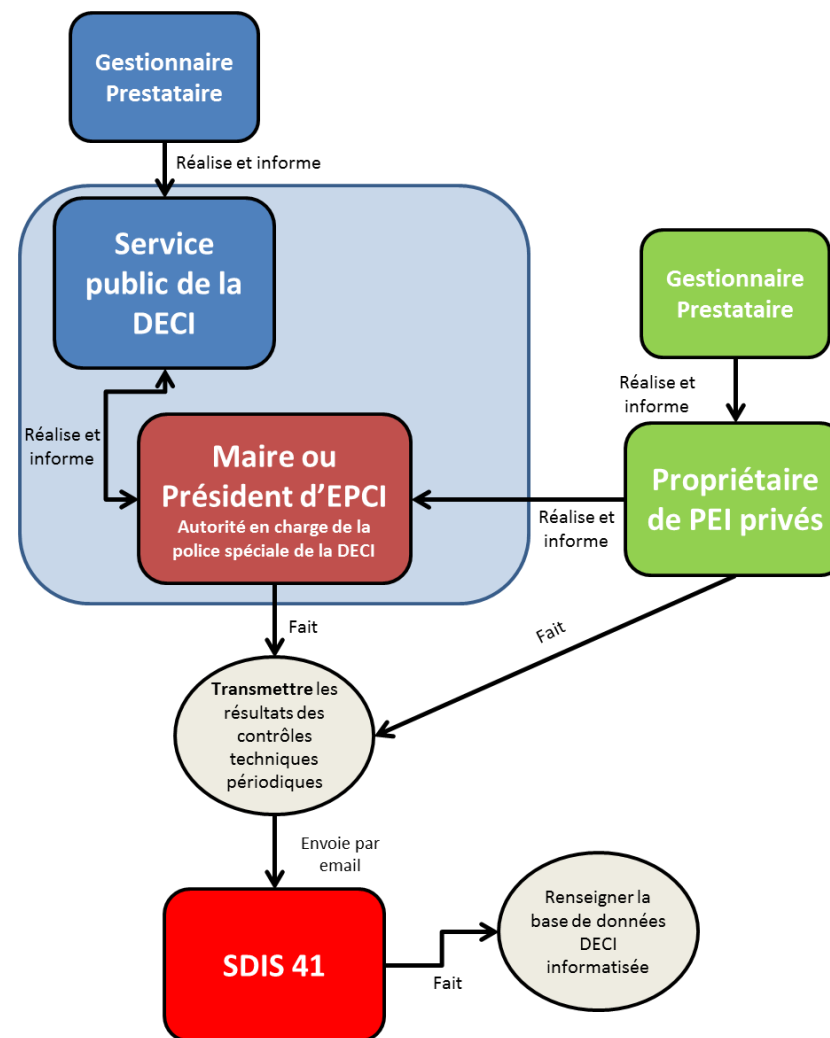 Gestionnaire
Prestataire
Réalise et informe
Service
public de la
DECI
Gestionnaire
Prestataire
Réalise et
informe
Réalise et
informe
Maire ou
Président d’EPCI
Autorité en charge de la
police spéciale de la DECI
Réalise et
informe
Propriétaire
de PEI privés
Fait
Fait
Transmettre les
résultats des
contrôles
techniques
périodiques
Envoie par
email
SDIS 41
Fait
Renseigner la
base de données
DECI
informatisée